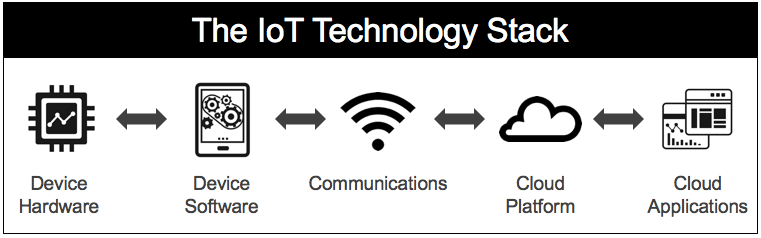 The IoT Technology Stack
Device
Hardware
Device
Software
Communications
Cloud
Platform
Cloud
Applications